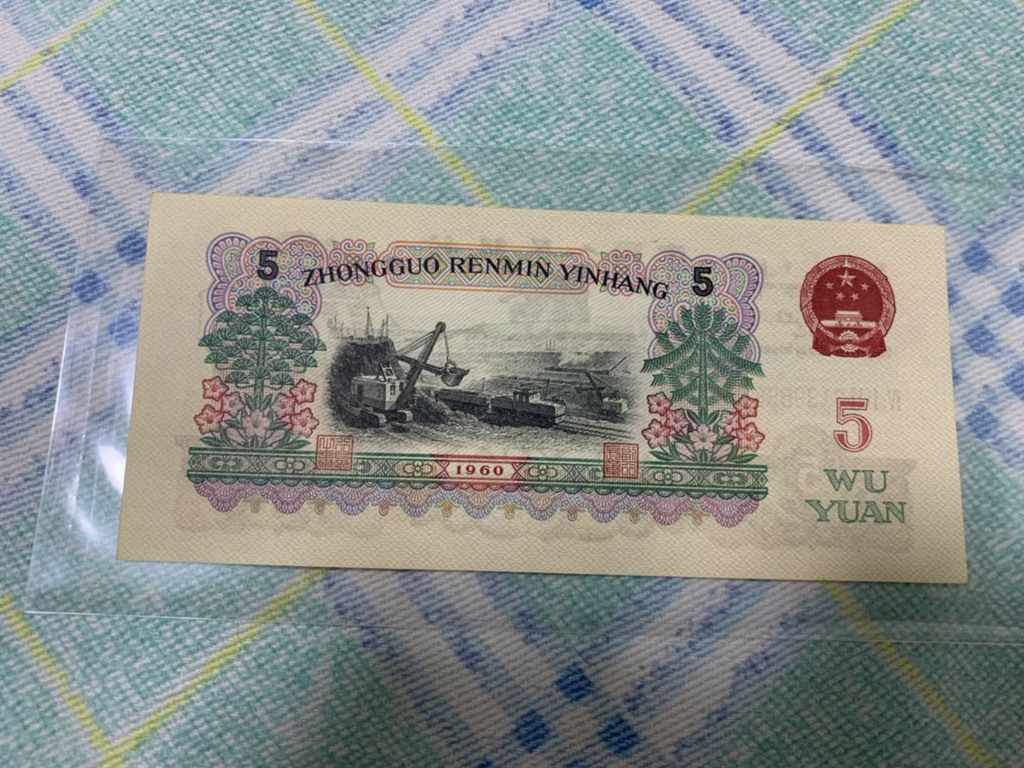 5 ZHONGGUO RENMIN YINHANG 5
1960
5
WU
YUAN